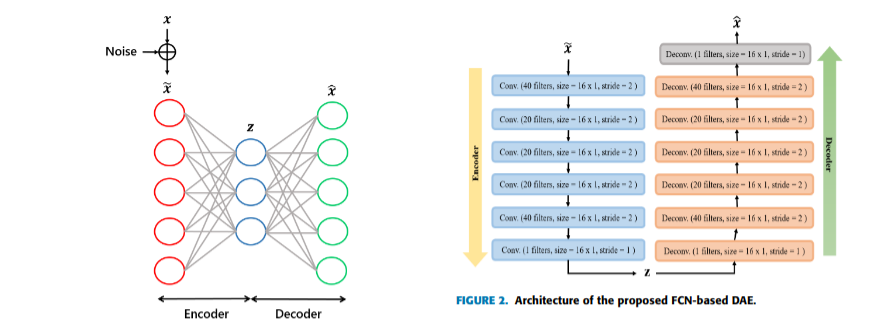 x
Noise
x̃
x̂
z
Encoder
Decoder
x̃
Encoder
Conv. (40 filters, size = 16 x 1, stride = 2 )
Conv. (20 filters, size = 16 x 1, stride = 2 )
Conv. (20 filters, size = 16 x 1, stride = 2 )
Conv. (20 filters, size = 16 x 1, stride = 2 )
Conv. (40 filters, size = 16 x 1, stride = 2 )
Conv. (1 filters, size = 16 x 1, stride = 1 )
z
x̂
Deconv. (1 filters, size = 16 x 1, stride = 1)
Deconv. (40 filters, size = 16 x 1, stride = 2 )
Deconv. (20 filters, size = 16 x 1, stride = 2 )
Deconv. (20 filters, size = 16 x 1, stride = 2 )
Deconv. (20 filters, size = 16 x 1, stride = 2 )
Deconv. (40 filters, size = 16 x 1, stride = 2 )
Deconv. (1 filters, size = 16 x 1, stride = 1 )
Decoder
FIGURE 2. Architecture of the proposed FCN-based DAE.